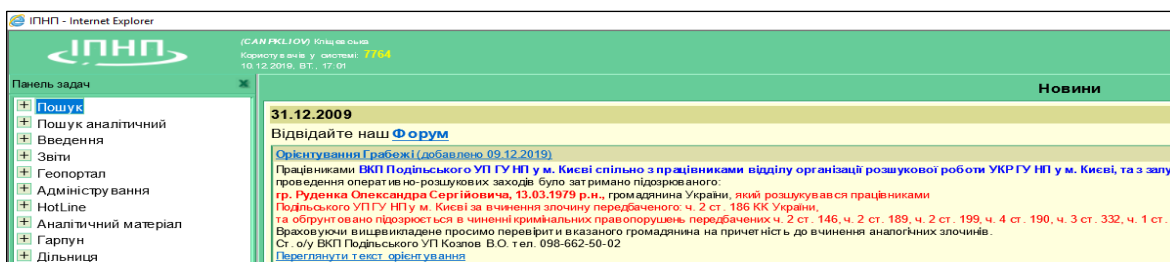 ІПНП - Internet Explorer
ІПНП
(CAN PKLIOV) Кліщевська
Користувачів у системі: 7764
10.12.2019, ВТ., 17:01
Панель задач
Новини
Пошук
Пошук аналітичний
Введення
Звіти
Геопортал
Адміністрування
HotLine
Аналітичний матеріал
Гарпун
Дільниця
31.12.2009
Відвідайте наш Форум
Орієнтування Грабежі (добавлено 09.12.2019)
Працівниками ВКП Подільського УП ГУ НП у м. Києві спільно з працівниками відділу організації розшукової роботи УКР ГУ НП у м. Києві, та з залу
проведення оперативно-розшукових заходів було затримано підозрюваного:
гр. Руденка Олександра Сергійовича, 13.03.1979 р.н., громадянина України, який розшукувався працівниками
Подільського УП ГУ НП у м. Києві за вчинення злочину передбаченого: ч. 2 ст. 186 КК України,
та обґрунтовано підозрюється в чиненні кримінальних правопорушень передбачених ч. 2 ст. 146, ч. 2 ст. 189, ч. 2 ст. 199, ч. 4 ст. 190, ч. 3 ст. 332, ч. 1 ст.
Враховуючи вищевикладене просимо перевірити вказаного громадянина на причетність до вчинення аналогічних злочинів.
Ст. о/у ВКП Подільського УП Козлов В.О. тел. 098-662-50-02
Переглянути текст орієнтування